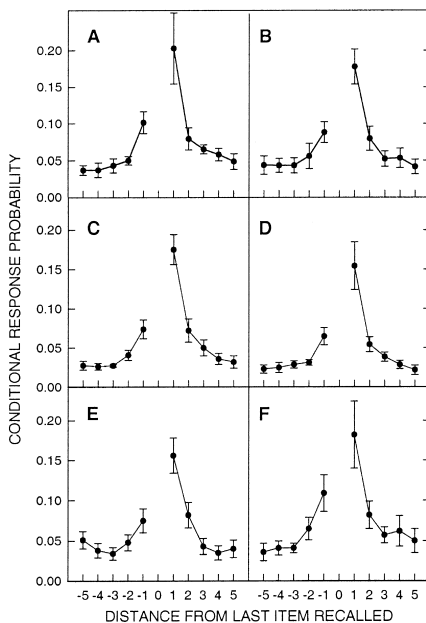 A B
0.20
0.15
0.10
0.05
0.00
C D
0.20
0.15
0.10
0.05
0.00
E F
0.20
0.15
0.10
0.05
0.00
CONDITIONAL RESPONSE PROBABILITY
-5 -4 -3 -2 -1 0 1 2 3 4 5 -5 -4 -3 -2 -1 0 1 2 3 4 5
DISTANCE FROM LAST ITEM RECALLED